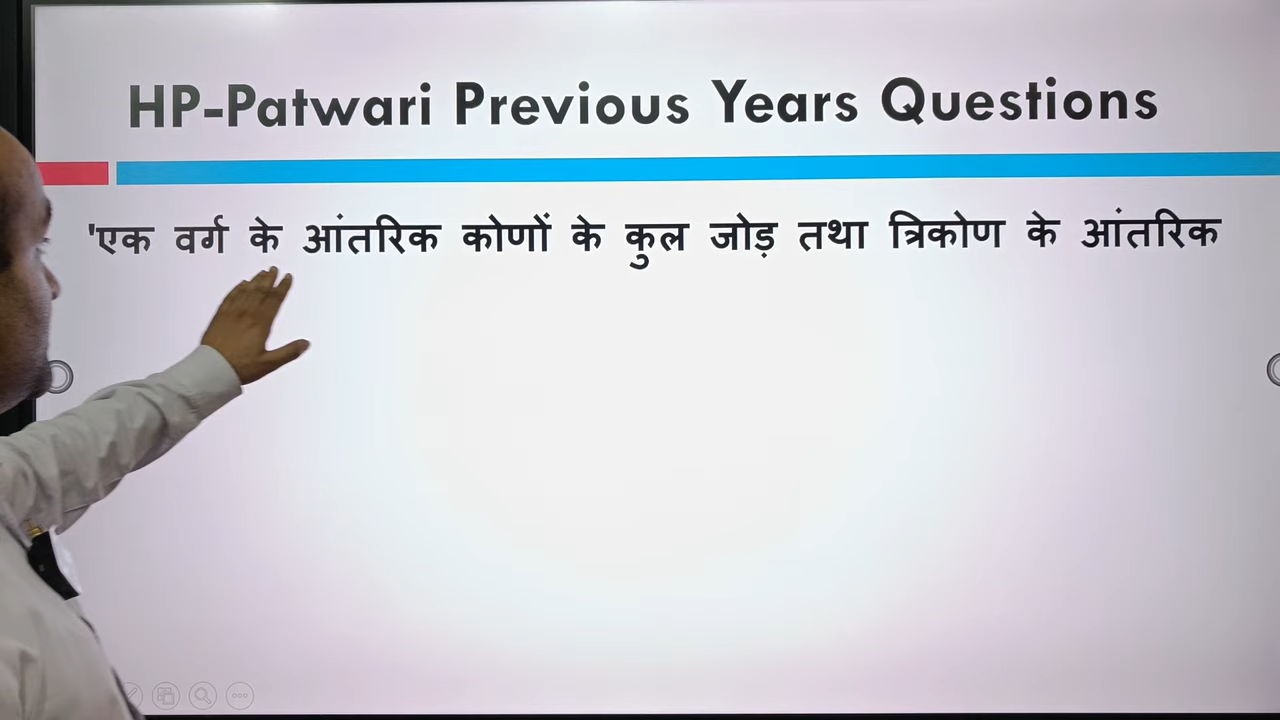 HP-Patwari Previous Years Questions
'एक वर्ग के आंतरिक कोणों के कुल जोड़ तथा त्रिकोण के आंतरिक